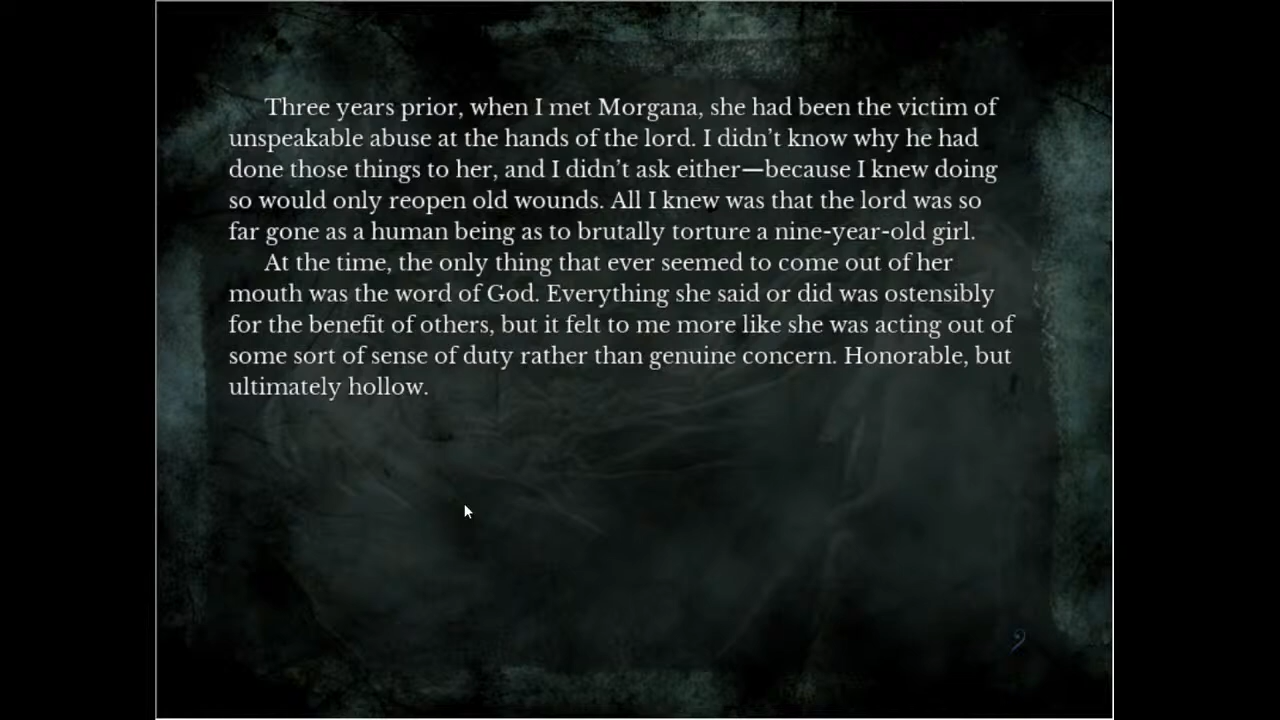 Three years prior, when I met Morgana, she had been the victim of
unspeakable abuse at the hands of the lord. I didn’t know why he had
done those things to her, and I didn’t ask either—because I knew doing
so would only reopen old wounds. All I knew was that the lord was so
far gone as a human being as to brutally torture a nine-year-old girl.
At the time, the only thing that ever seemed to come out of her
mouth was the word of God. Everything she said or did was ostensibly
for the benefit of others, but it felt to me more like she was acting out of
some sort of sense of duty rather than genuine concern. Honorable, but
ultimately hollow.